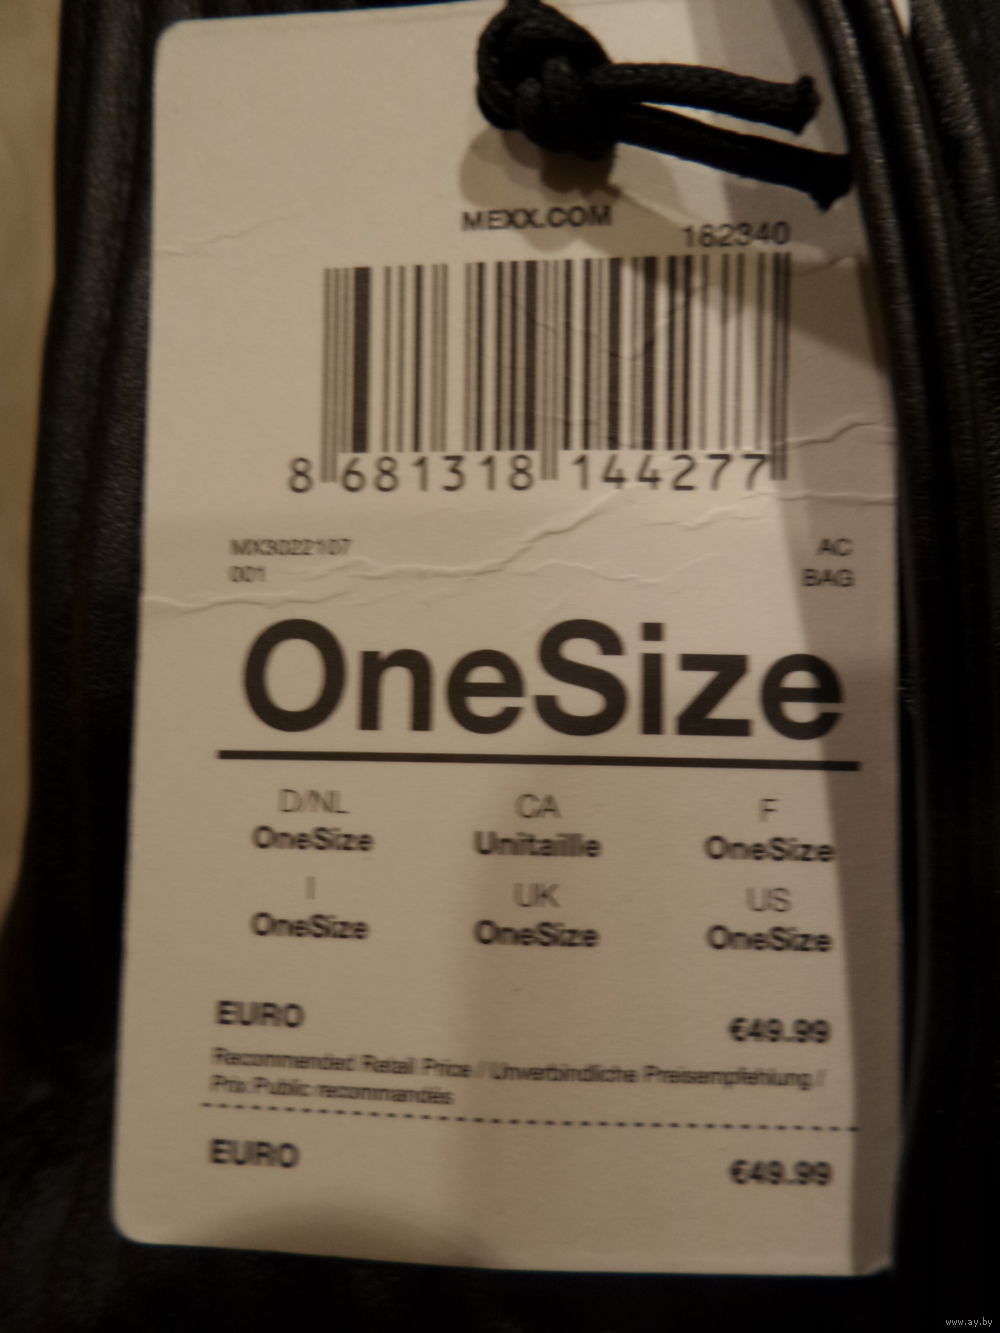 MEXX.COM
182340
8 681318 144277
MX3022107
001
AC
BAG
OneSize
D/NL
OneSize
CA
Unitaille
F
OneSize
I
OneSize
UK
OneSize
US
OneSize
EURO €49.99
Recommended Retail Price / Unverbindliche Preisempfehlung /
Prix Public recommandés
EURO €49.99
www.ay.by